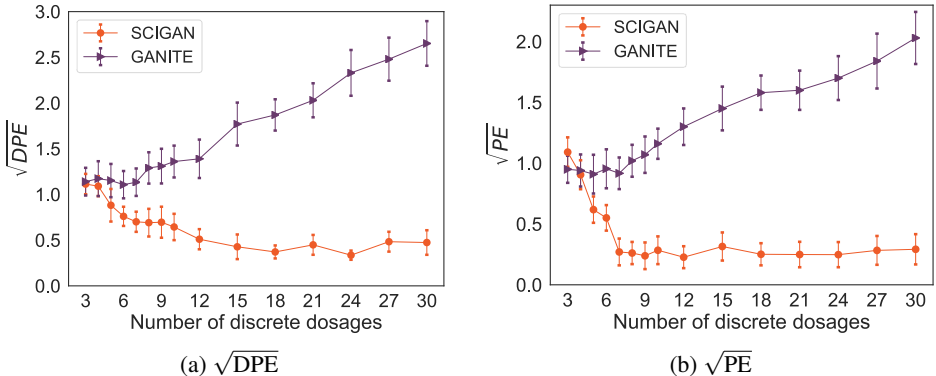 SCIGAN
GANITE
3.0
2.5
2.0
1.5
1.0
0.5
0.0
√DPE
3 6 9 12 15 18 21 24 27 30
Number of discrete dosages
(a) √DPE
SCIGAN
GANITE
2.0
1.5
1.0
0.5
0.0
√PE
3 6 9 12 15 18 21 24 27 30
Number of discrete dosages
(b) √PE